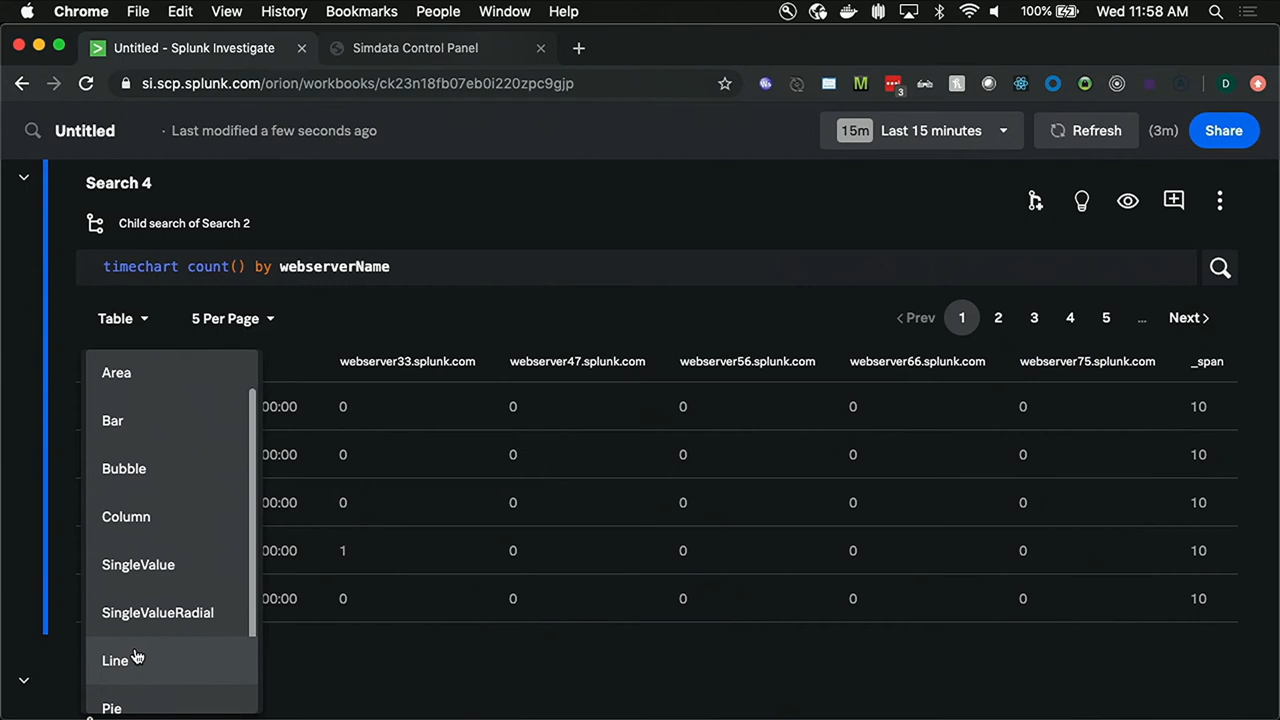 Chrome File Edit View History Bookmarks People Window Help 100% Wed 11:58 AM
Untitled - Splunk Investigate Simdata Control Panel
si.scp.splunk.com/orion/workbooks/ck23n18fb07eb0i220zpc9gjp 3 D
Untitled · Last modified a few seconds ago 15m Last 15 minutes Refresh (3m) Share
Search 4
Child search of Search 2
timechart count() by webserverName
Table 5 Per Page < Prev 1 2 3 4 5 ... Next >
webserver33.splunk.com webserver47.splunk.com webserver56.splunk.com webserver66.splunk.com webserver75.splunk.com _span
Area
00:00 0 0 0 0 0 10
Bar
00:00 0 0 0 0 0 10
Bubble
00:00 0 0 0 0 0 10
Column
00:00 1 0 0 0 0 10
SingleValue
00:00 0 0 0 0 0 10
SingleValueRadial
Line
Pie